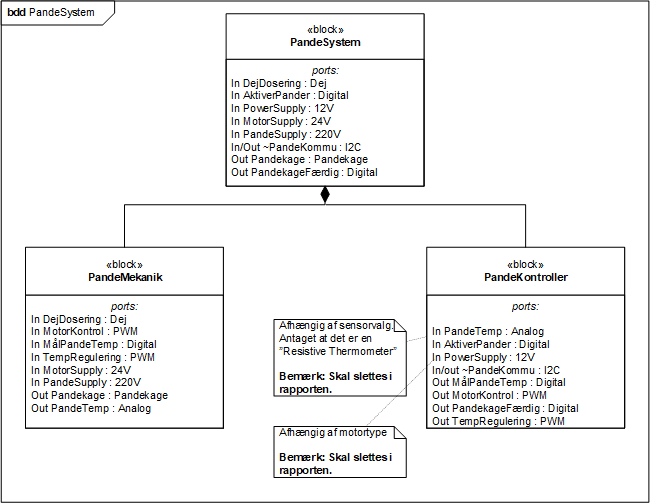 bdd PandeSystem
«block»
PandeSystem
ports:
In DejDosering : Dej
In AktiverPander : Digital
In PowerSupply : 12V
In MotorSupply : 24V
In PandeSupply : 220V
In/Out ~PandeKommu : I2C
Out Pandekage : Pandekage
Out PandekageFærdig : Digital
«block»
PandeMekanik
ports:
In DejDosering : Dej
In MotorKontrol : PWM
In MålPandeTemp : Digital
In TempRegulering : PWM
In MotorSupply : 24V
In PandeSupply : 220V
Out Pandekage : Pandekage
Out PandeTemp : Analog
Afhængig af sensorvalg,
Antaget at det er en
"Resistive Thermometer"
Bemærk: Skal slettes i
rapporten.
Afhængig af motortype
Bemærk: Skal slettes i
rapporten.
«block»
PandeKontroller
ports:
In PandeTemp : Analog
In AktiverPander : Digital
In PowerSupply : 12V
In/out ~PandeKommu : I2C
Out MålPandeTemp : Digital
Out MotorKontrol : PWM
Out PandekageFærdig : Digital
Out TempRegulering : PWM